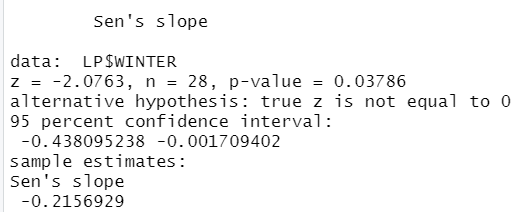 Sen's slope
data: LP$WINTER
z = -2.0763, n = 28, p-value = 0.03786
alternative hypothesis: true z is not equal to 0
95 percent confidence interval:
-0.438095238 -0.001709402
sample estimates:
Sen's slope
-0.2156929